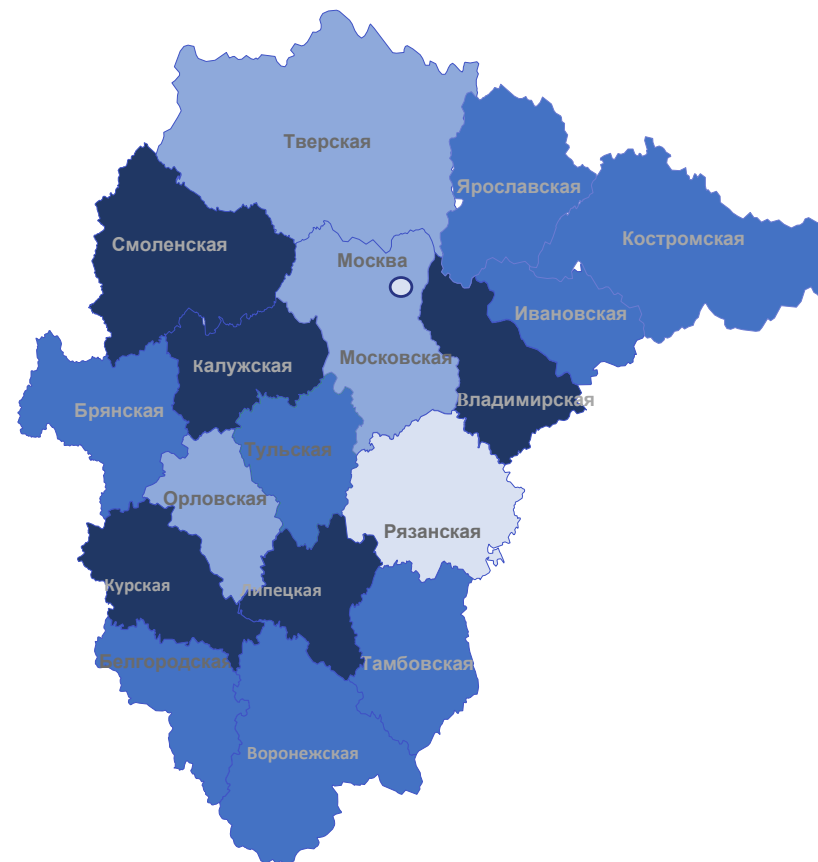 Тверская
Ярославская
Костромская
Смоленская
Москва
Ивановская
Московская
Калужская
Владимирская
Брянская
Тульская
Орловская
Рязанская
Курская
Липецкая
Белгородская
Тамбовская
Воронежская